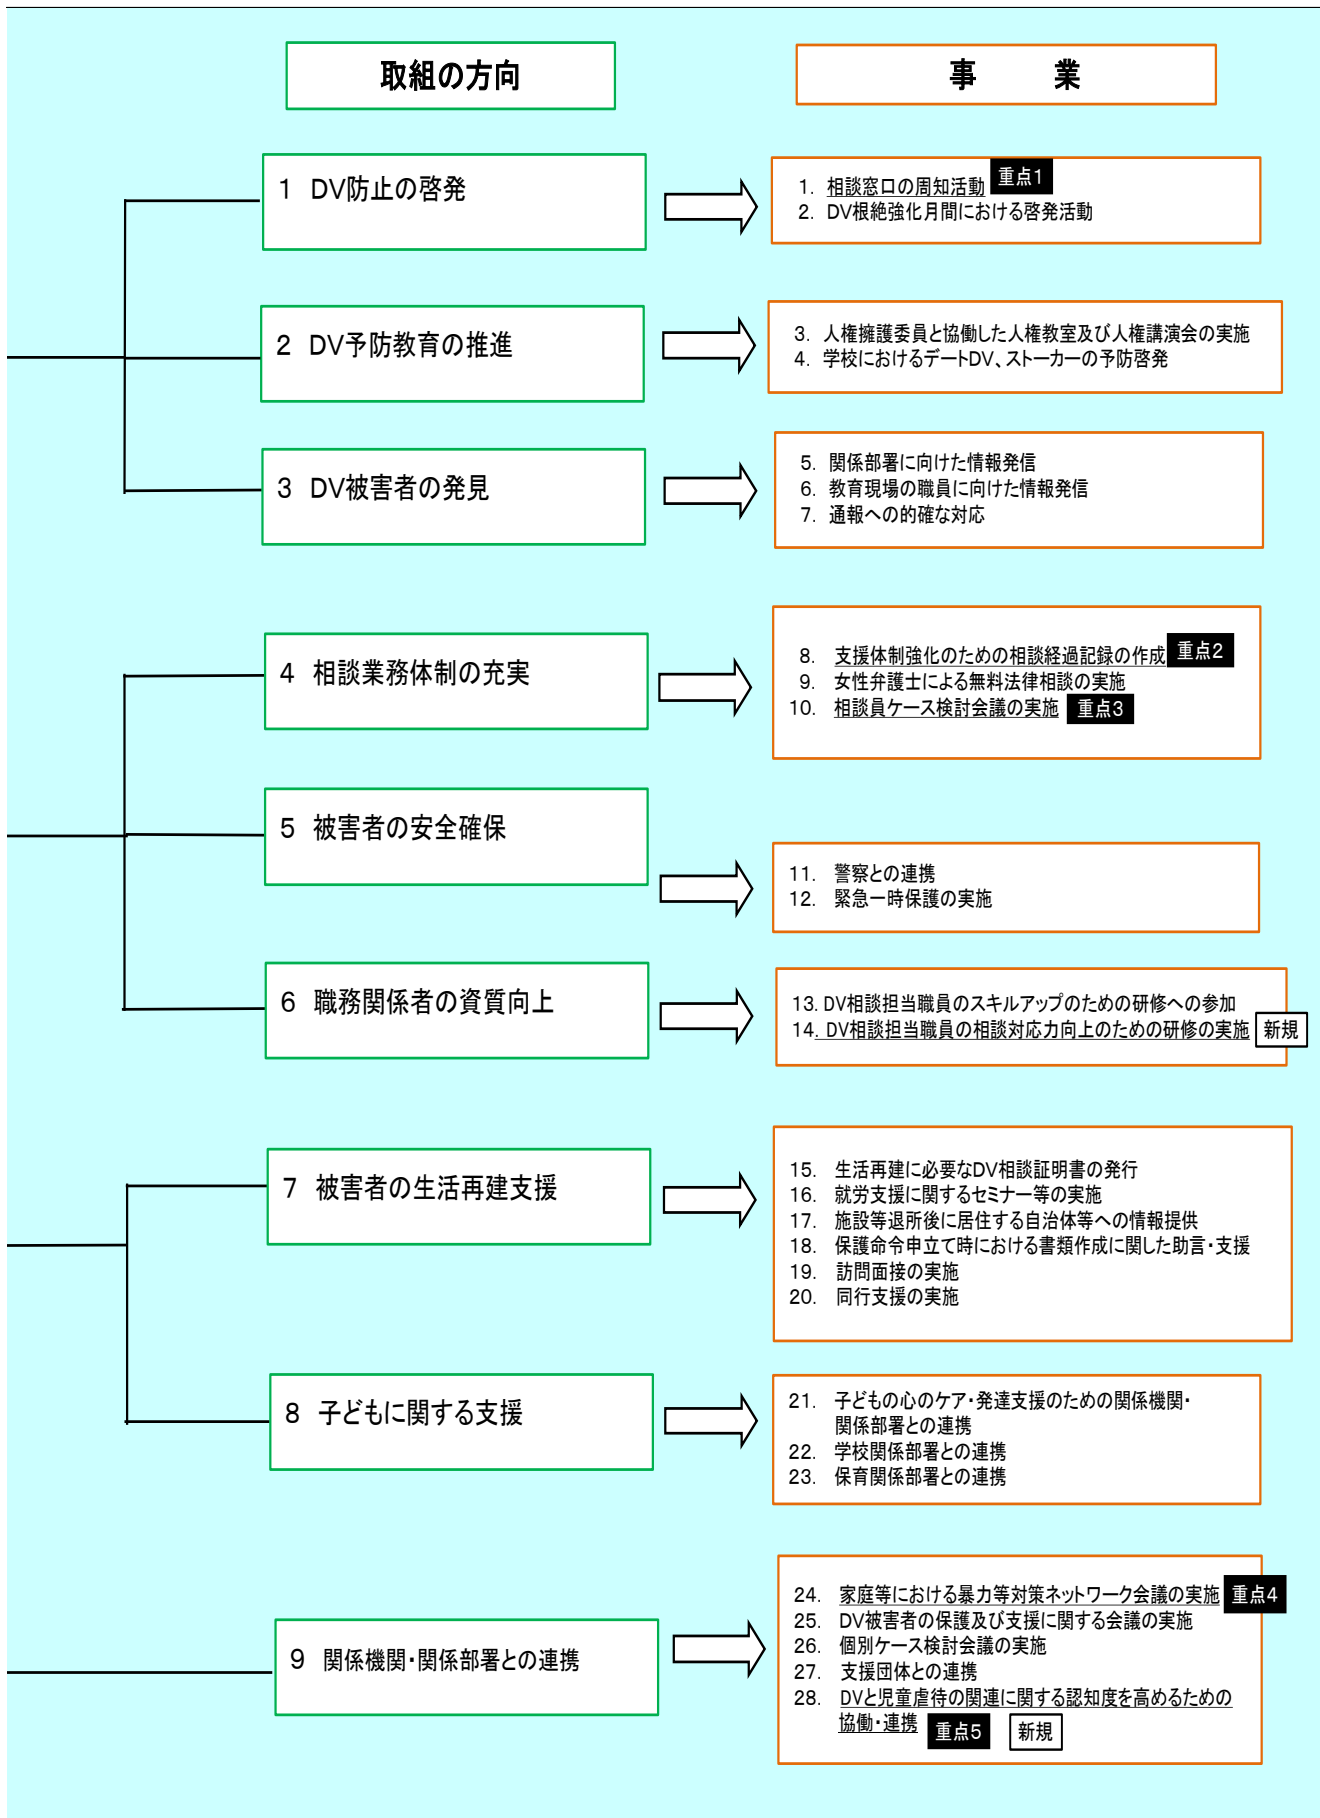 取組の方向
事　　業
1 DV防止の啓発
1. 相談窓口の周知活動 重点1
2. DV根絶強化月間における啓発活動
2 DV予防教育の推進
3. 人権擁護委員と協働した人権教室及び人権講演会の実施
4. 学校におけるデートDV、ストーカーの予防啓発
3 DV被害者の発見
5. 関係部署に向けた情報発信
6. 教育現場の職員に向けた情報発信
7. 通報への的確な対応
4 相談業務体制の充実
8. 支援体制強化のための相談経過記録の作成 重点2
9. 女性弁護士による無料法律相談の実施
10. 相談員ケース検討会議の実施 重点3
5 被害者の安全確保
11. 警察との連携
12. 緊急一時保護の実施
6 職務関係者の資質向上
13. DV相談担当職員のスキルアップのための研修への参加
14. DV相談担当職員の相談対応力向上のための研修の実施 新規
7 被害者の生活再建支援
15. 生活再建に必要なDV相談証明書の発行
16. 就労支援に関するセミナー等の実施
17. 施設等退所後に居住する自治体等への情報提供
18. 保護命令申立て時における書類作成に関した助言・支援
19. 訪問面接の実施
20. 同行支援の実施
8 子どもに関する支援
21. 子どもの心のケア・発達支援のための関係機関・
関係部署との連携
22. 学校関係部署との連携
23. 保育関係部署との連携
9 関係機関・関係部署との連携
24. 家庭等における暴力等対策ネットワーク会議の実施 重点4
25. DV被害者の保護及び支援に関する会議の実施
26. 個別ケース検討会議の実施
27. 支援団体との連携
28. DVと児童虐待の関連に関する認知度を高めるための
協働・連携 重点5 新規